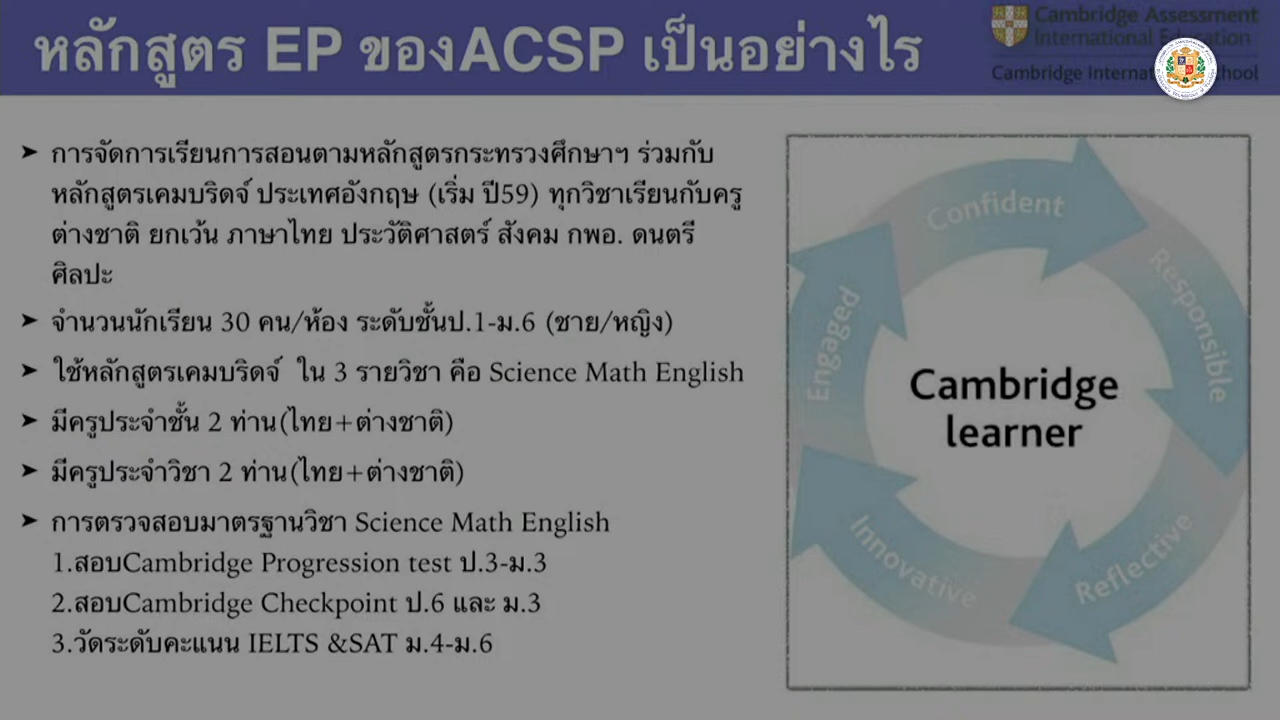 หลักสูตร EP ของACSP เป็นอย่างไร
Cambridge Assessment
International Education
Cambridge Internat
hool
➤ การจัดการเรียนการสอนตามหลักสูตรกระทรวงศึกษาฯ ร่วมกับ
หลักสูตรเคมบริดจ์ ประเทศอังกฤษ (เริ่ม ปี59) ทุกวิชาเรียนกับครู
ต่างชาติ ยกเว้น ภาษาไทย ประวัติศาสตร์ สังคม กพอ. ดนตรี
ศิลปะ
➤ จำนวนนักเรียน 30 คน/ห้อง ระดับชั้นป.1-ม.6 (ชาย/หญิง)
➤ ใช้หลักสูตรเคมบริดจ์ ใน 3 รายวิชา คือ Science Math English
➤ มีครูประจำชั้น 2 ท่าน(ไทย+ต่างชาติ)
➤ มีครูประจำวิชา 2 ท่าน(ไทย+ต่างชาติ)
➤ การตรวจสอบมาตรฐานวิชา Science Math English
1.สอบCambridge Progression test ป.3-ม.3
2.สอบCambridge Checkpoint ป.6 และ ม.3
3.วัดระดับคะแนน IELTS &SAT ม.4-ม.6
Confident
Responsible
Reflective
Innovative
Engaged
Cambridge
learner